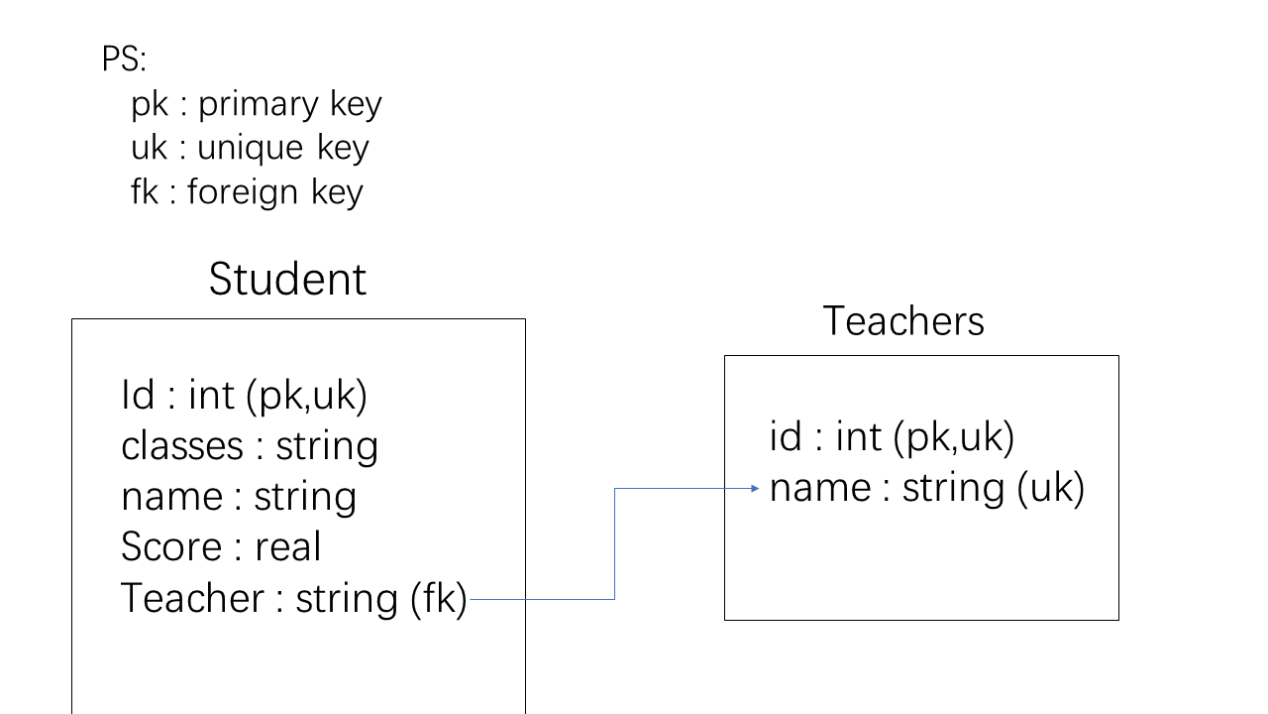 PS:
pk : primary key
uk : unique key
fk : foreign key
Student
Id : int (pk,uk)
classes : string
name : string
Score : real
Teacher : string (fk)
Teachers
id : int (pk,uk)
name : string (uk)